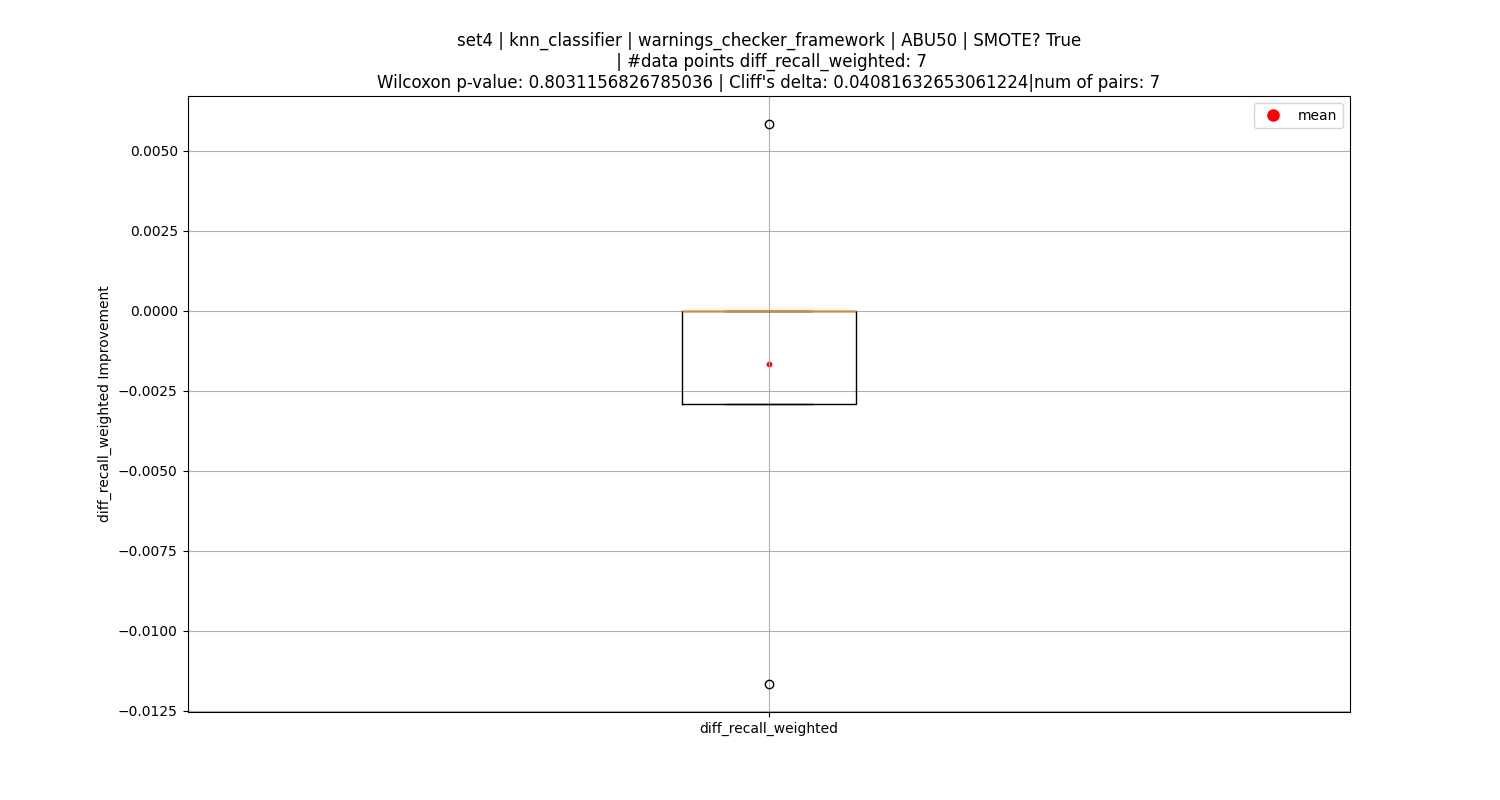 set4 | knn_classifier | warnings_checker_framework | ABU50 | SMOTE? True
| #data points diff_recall_weighted: 7
Wilcoxon p-value: 0.8031156826785036 | Cliff's delta: 0.04081632653061224|num of pairs: 7
mean
0.0050
0.0025
0.0000
−0.0025
−0.0050
−0.0075
−0.0100
−0.0125
diff_recall_weighted Improvement
diff_recall_weighted